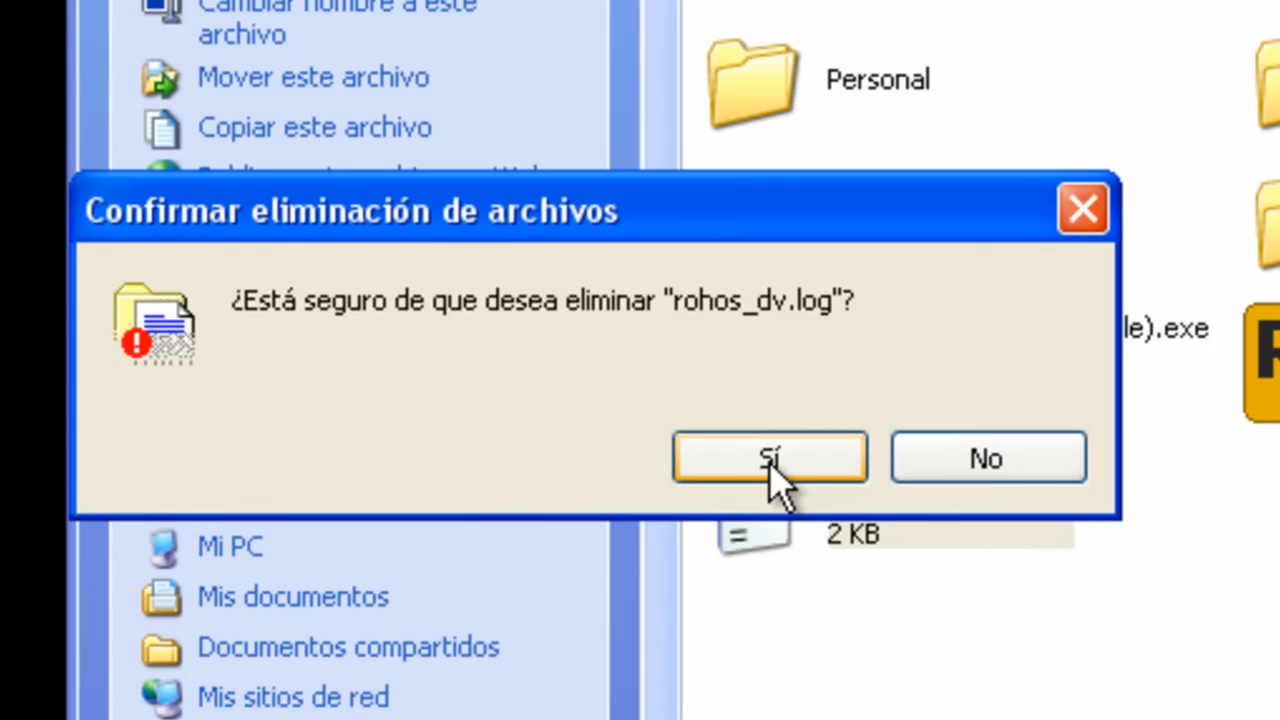 Cambiar nombre a este
archivo
Mover este archivo
Copiar este archivo
Personal
Confirmar eliminación de archivos
¿Está seguro de que desea eliminar "rohos_dv.log"?
le).exe
Sí
No
2 KB
Mi PC
Mis documentos
Documentos compartidos
Mis sitios de red